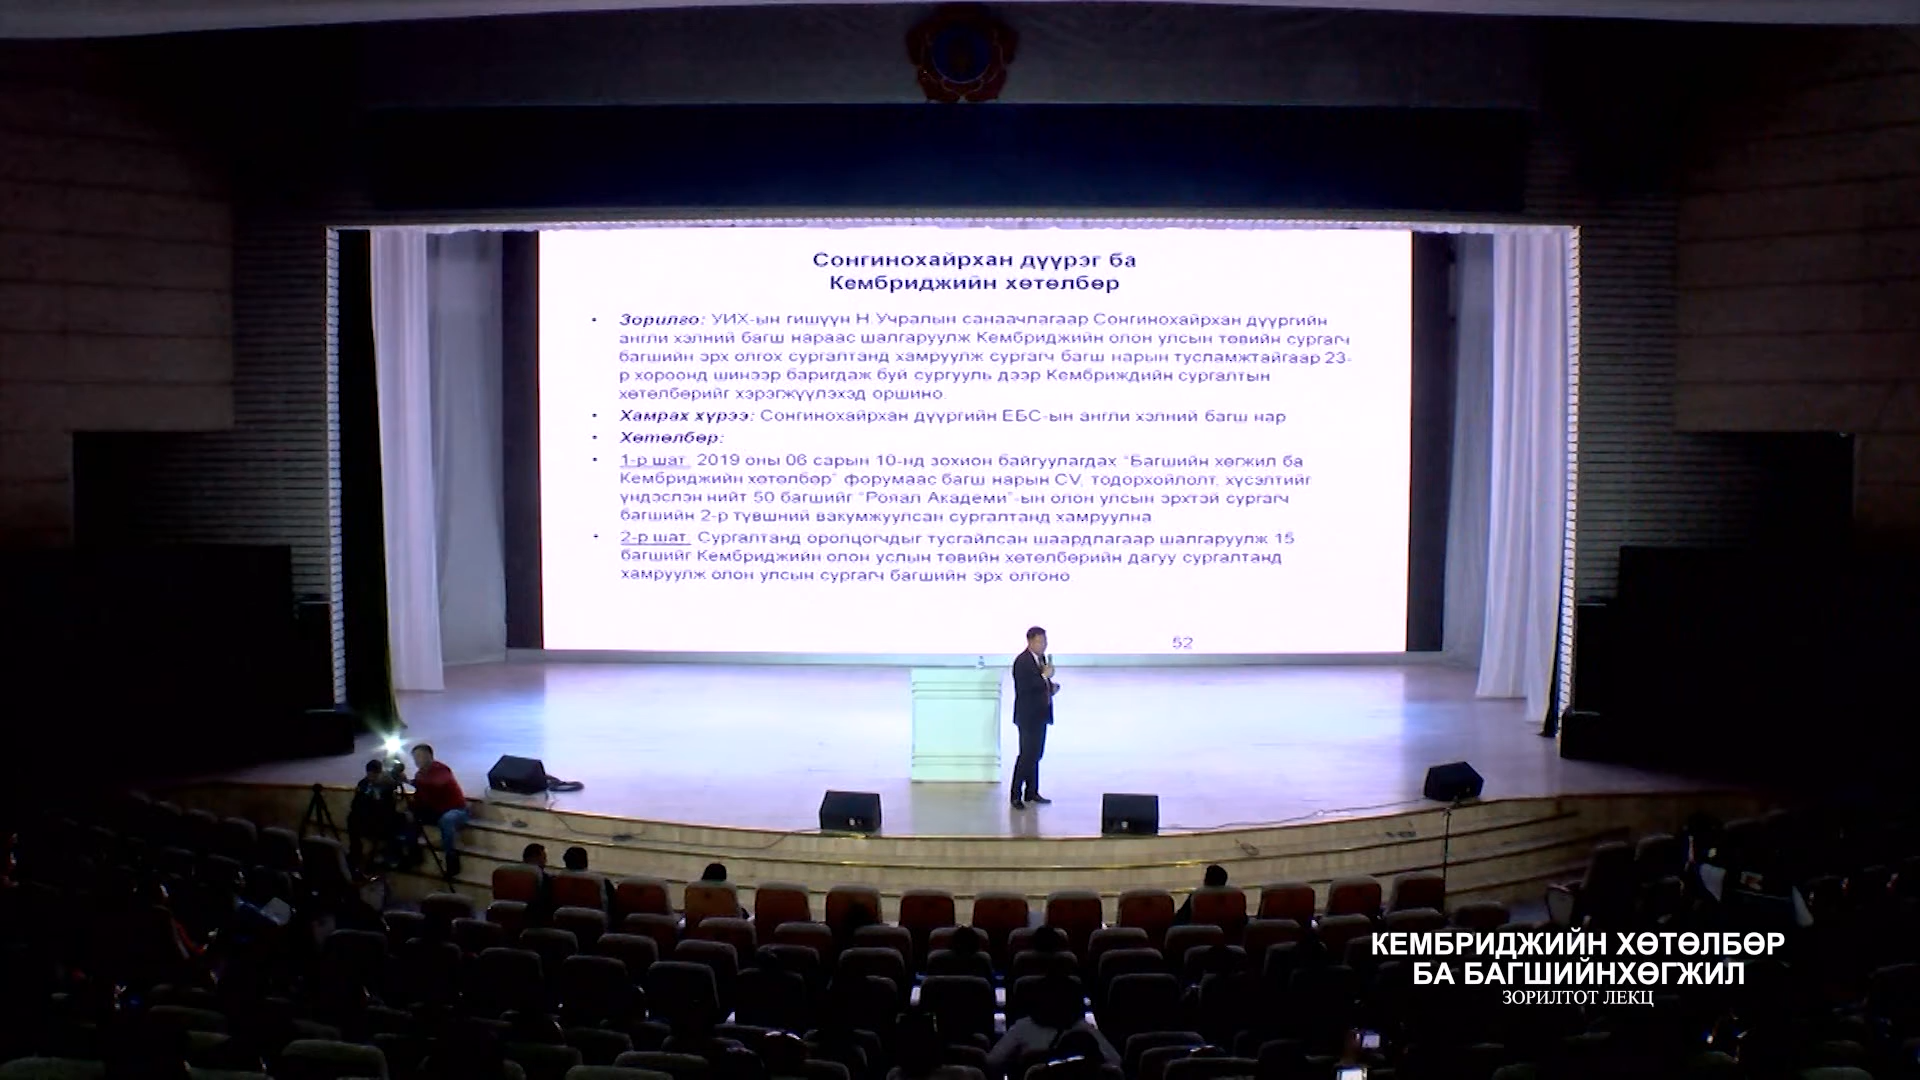 Сонгинохайрхан дүүрэг ба
Кембриджийн хөтөлбөр
• Зорилго: УИХ-ын гишүүн Н Учралын санаачлагаар Сонгинохайрхан дүүргийн
англи хэлний багш нараас шалгаруулж Кембриджийн олон улсын төвийн сургагч
багшийн эрх олгох сургалтанд хамруулж сургагч багш нарын тусламжтайгаар 23-
р хороонд шинээр баригдаж буй сургууль дээр Кембриждийн сургалтын
хөтөлбөрийг хэрэгжүүлэхэд оршино.
• Хамрах хүрээ: Сонгинохайрхан дүүргийн ЕБС-ын англи хэлний багш нар
• Хөтөлбөр:
• 1-р шат. 2019 оны 06 сарын 10-нд зохион байгуулагдах “Багшийн хөгжил ба
Кембриджийн хөтөлбөр” форумаас багш нарын CV, тодорхойлолт, хүсэлтийг
үндэслэн нийт 50 багшийг “Роял Академи”-ын олон улсын эрхтэй сургагч
багшийн 2-р түвшний вакумжуулсан сургалтанд хамруулна
• 2-р шат. Сургалтанд оролцогчдыг тусгайлсан шаардлагаар шалгаруулж 15
багшийг Кембриджийн олон услын төвийн хөтөлбөрийн дагуу сургалтанд
хамруулж олон улсын сургагч багшийн эрх олгоно
52
КЕМБРИДЖИЙН ХӨТӨЛБӨР
БА БАГШИЙНХӨГЖИЛ
ЗОРИЛТОТ ЛЕКЦ